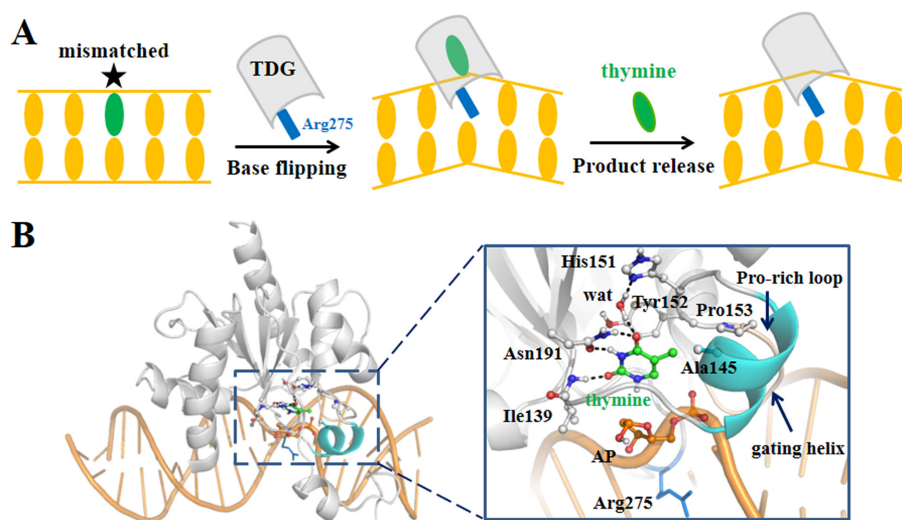 A
mismatched
TDG
Arg275
Base flipping
thymine
Product release
B
His151
Pro-rich loop
wat
Tyr152
Pro153
Asn191
Ala145
thymine
Ile139
gating helix
AP
Arg275